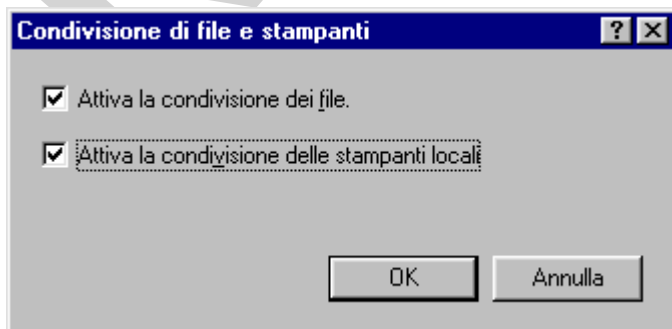 Condivisione di file e stampanti
Attiva la condivisione dei file.
Attiva la condivisione delle stampanti locali
OK Annulla